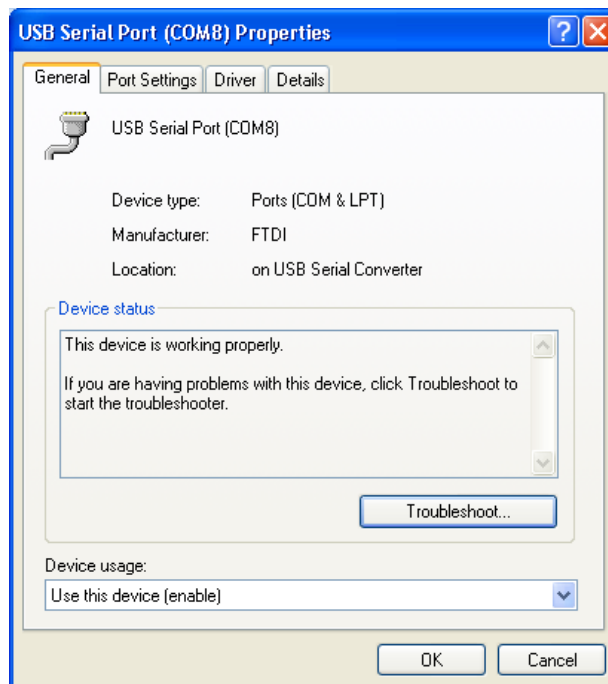 USB Serial Port (COM8) Properties
General Port Settings Driver Details
USB Serial Port (COM8)
Device type: Ports (COM & LPT)
Manufacturer: FTDI
Location: on USB Serial Converter
Device status
This device is working properly.
If you are having problems with this device, click Troubleshoot to
start the troubleshooter.
Troubleshoot...
Device usage:
Use this device (enable)
OK Cancel